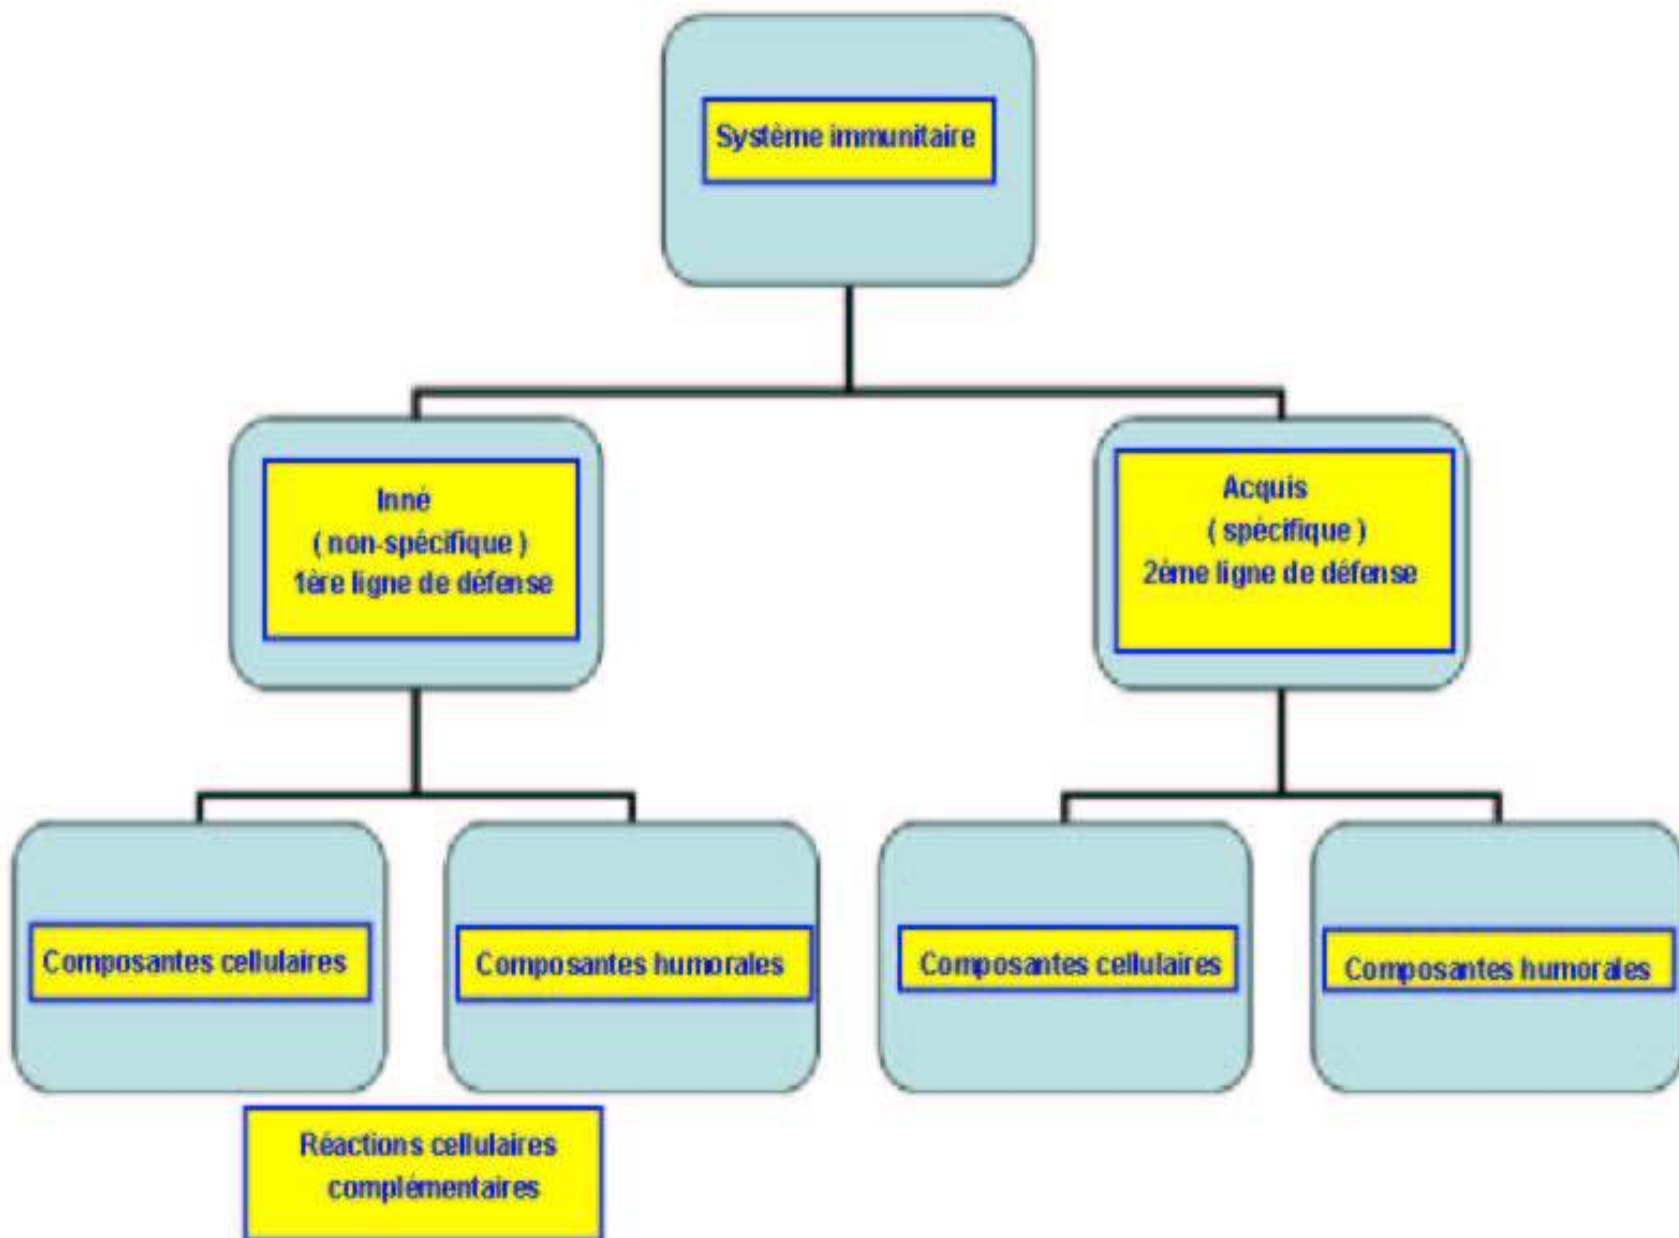 Système immunitaire
Inné
( non-spécifique )
1ère ligne de défense
Acquis
( spécifique )
2ème ligne de défense
Composantes cellulaires
Composantes humorales
Composantes cellulaires
Composantes humorales
Réactions cellulaires
complémentaires